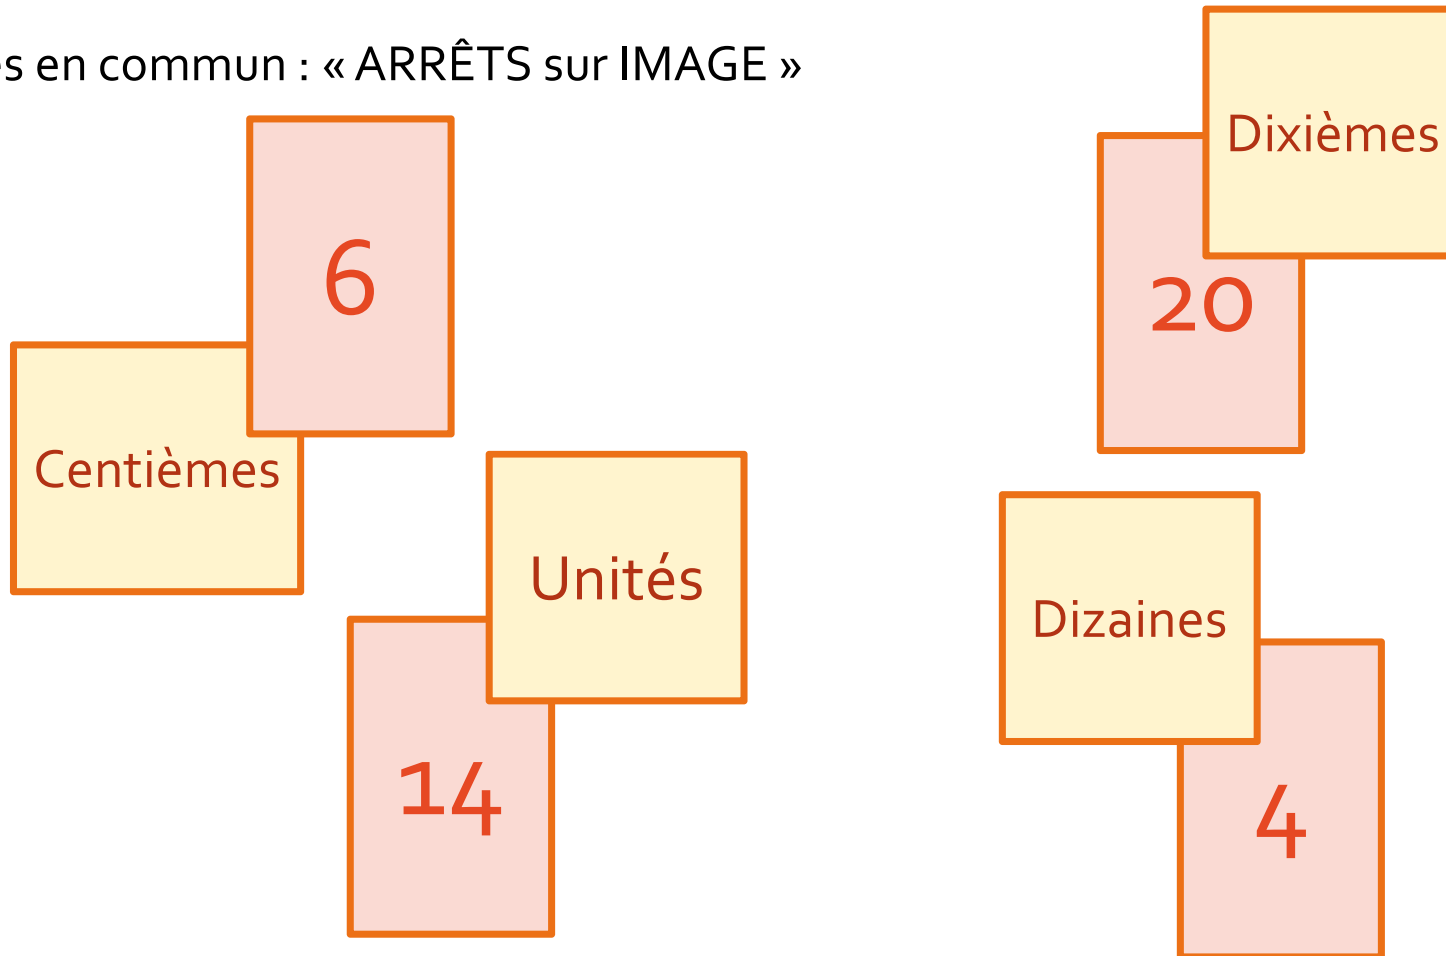 en commun : « ARRÊTS sur IMAGE »
Dixièmes
6
20
Centièmes
Unités
Dizaines
14
4